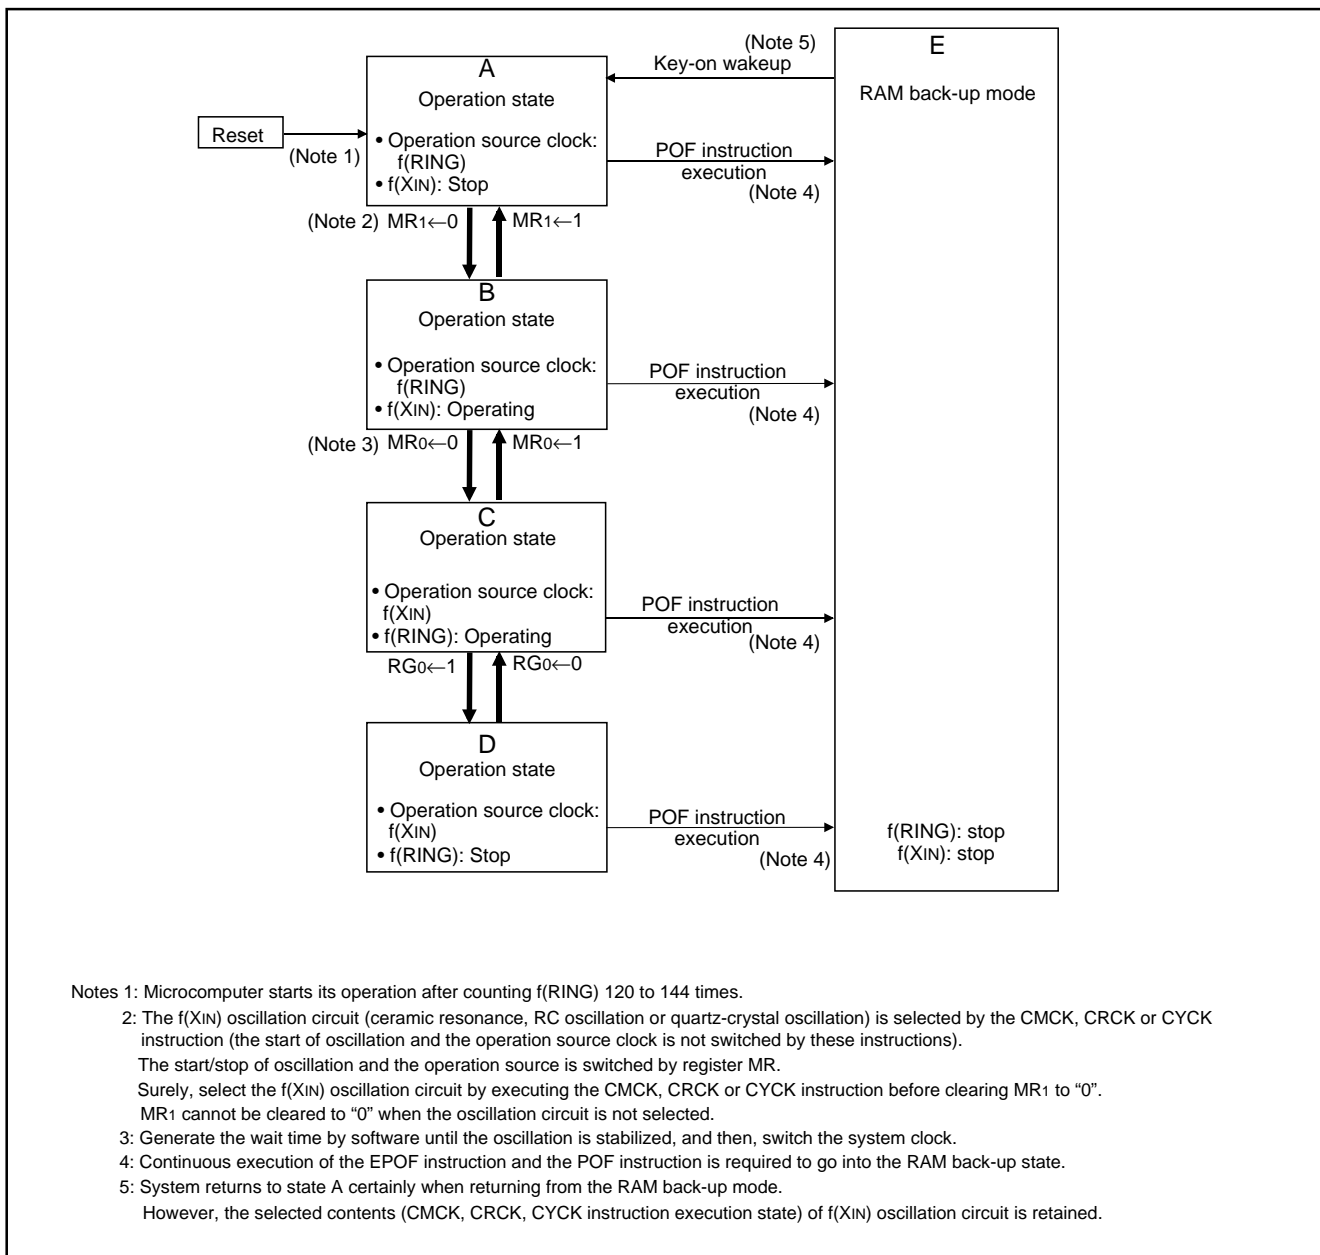 (Note 5)
Key-on wakeup
E
RAM back-up mode
A
Operation state
• Operation source clock:
f(RING)
• f(XIN): Stop
Reset
(Note 1)
POF instruction
execution
(Note 4)
(Note 2) MR1←0
MR1←1
B
Operation state
• Operation source clock:
f(RING)
• f(XIN): Operating
POF instruction
execution
(Note 4)
(Note 3) MR0←0
MR0←1
C
Operation state
• Operation source clock:
f(XIN)
• f(RING): Operating
POF instruction
execution
(Note 4)
RG0←1
RG0←0
D
Operation state
• Operation source clock:
f(XIN)
• f(RING): Stop
POF instruction
execution
(Note 4)
f(RING): stop
f(XIN): stop
Notes 1: Microcomputer starts its operation after counting f(RING) 120 to 144 times.
2: The f(XIN) oscillation circuit (ceramic resonance, RC oscillation or quartz-crystal oscillation) is selected by the CMCK, CRCK or CYCK
instruction (the start of oscillation and the operation source clock is not switched by these instructions).
The start/stop of oscillation and the operation source is switched by register MR.
Surely, select the f(XIN) oscillation circuit by executing the CMCK, CRCK or CYCK instruction before clearing MR1 to “0”.
MR1 cannot be cleared to “0” when the oscillation circuit is not selected.
3: Generate the wait time by software until the oscillation is stabilized, and then, switch the system clock.
4: Continuous execution of the EPOF instruction and the POF instruction is required to go into the RAM back-up state.
5: System returns to state A certainly when returning from the RAM back-up mode.
However, the selected contents (CMCK, CRCK, CYCK instruction execution state) of f(XIN) oscillation circuit is retained.